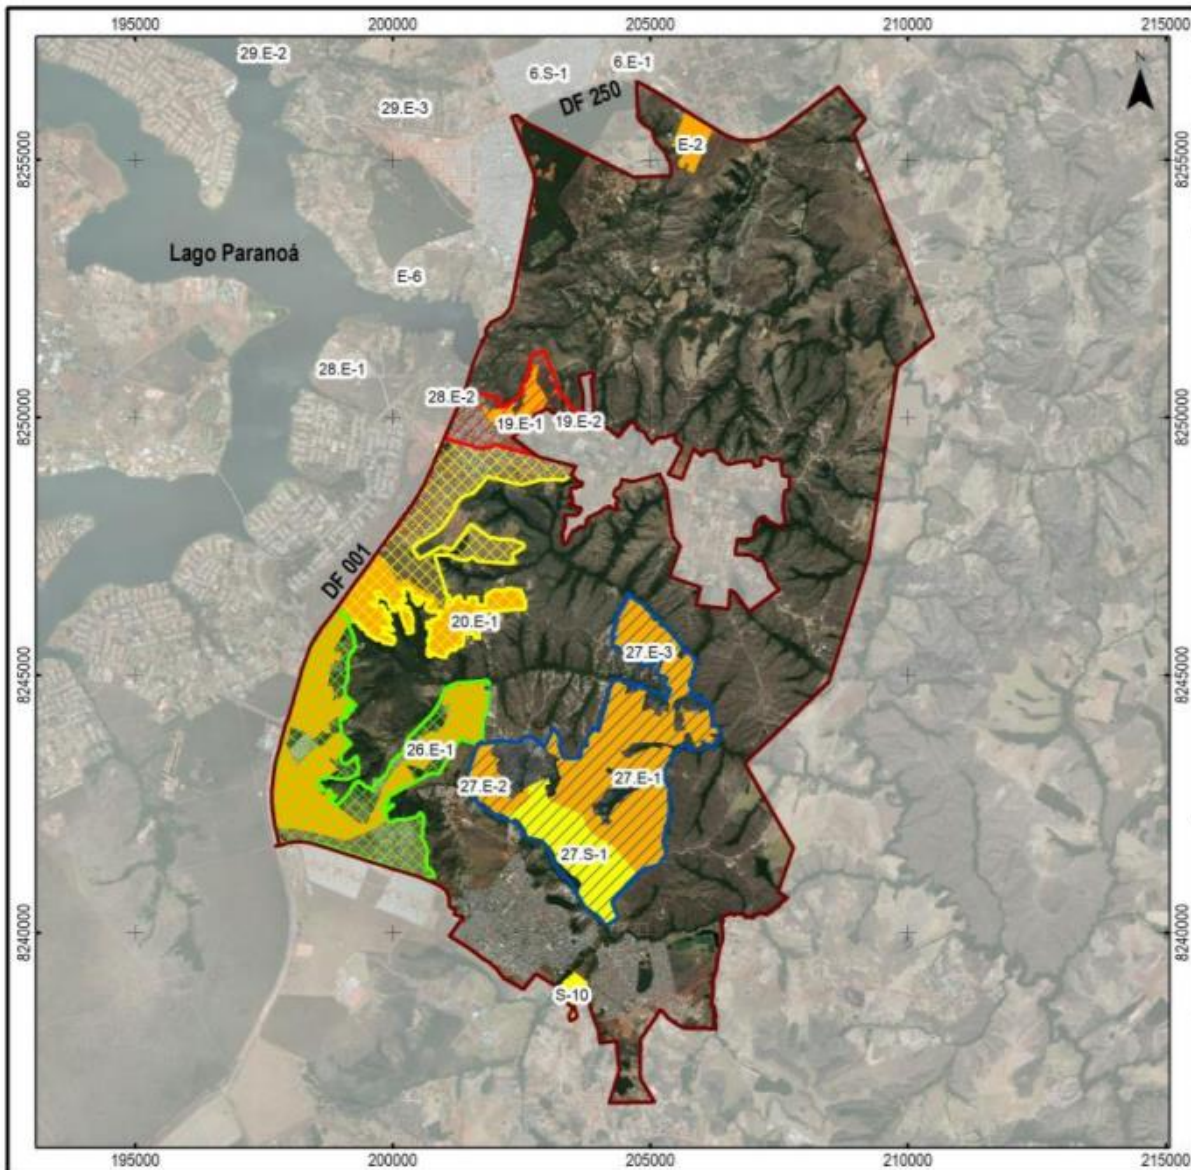 195000 200000 205000 210000 215000
29.E-2
6.E-1
6.S-1
N
29.E-3
DF 250
8255000
E-2
8255000
Lago Paranoá
E-6
28.E-1
28.E-2
8250000
19.E-1
19.E-2
8250000
DF 001
20.E-1
27.E-3
8245000
8245000
26.E-1
27.E-2
27.E-1
27.S-1
8240000
8240000
S-10
195000 200000 205000 210000 215000